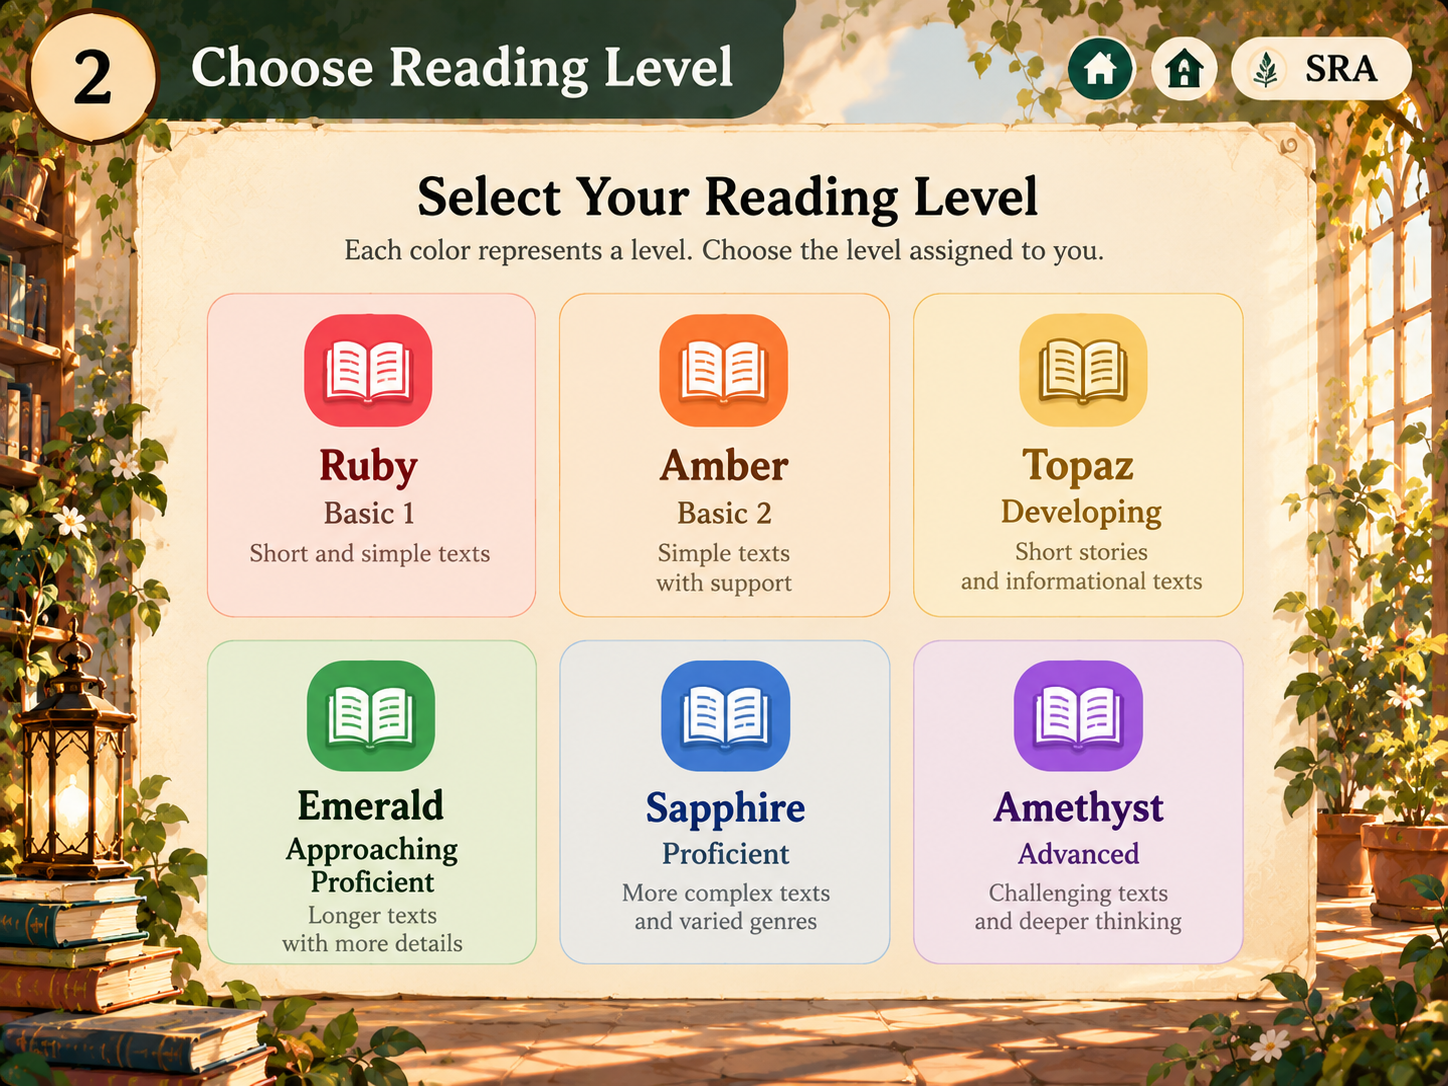 2
Choose Reading Level
SRA
Select Your Reading Level
Each color represents a level. Choose the level assigned to you.
Ruby
Basic 1
Short and simple texts
Amber
Basic 2
Simple texts
with support
Topaz
Developing
Short stories
and informational texts
Emerald
Approaching
Proficient
Longer texts
with more details
Sapphire
Proficient
More complex texts
and varied genres
Amethyst
Advanced
Challenging texts
and deeper thinking